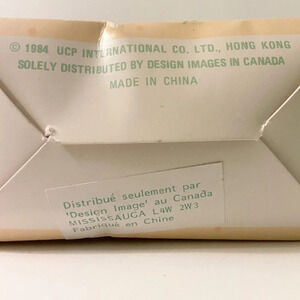 © 1984 UCP INTERNATIONAL CO. LTD., HONG KONG
SOLELY DISTRIBUTED BY DESIGN IMAGES IN CANADA
MADE IN CHINA
Distribué seulement par
'Design Image' au Canada
MISSISSAUGA L4W 2W3
Fabriqué en Chine